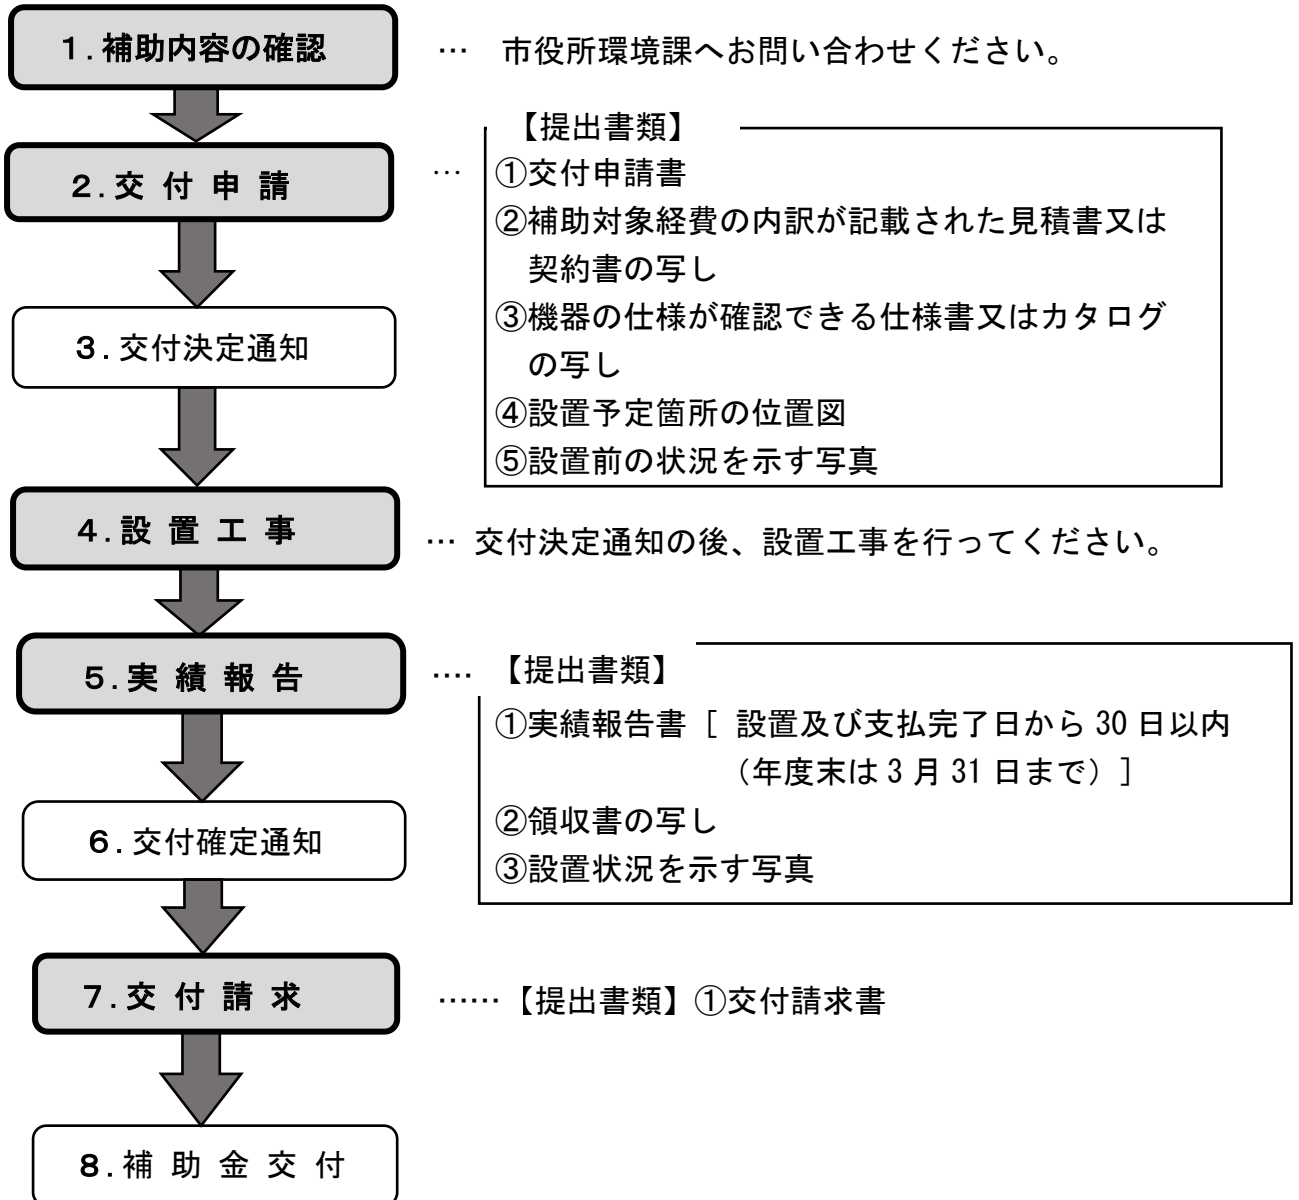 １.補助内容の確認
… 市役所環境課へお問い合わせください。
２.交 付 申 請
…
【提出書類】
①交付申請書
②補助対象経費の内訳が記載された見積書又は
契約書の写し
③機器の仕様が確認できる仕様書又はカタログ
の写し
④設置予定箇所の位置図
⑤設置前の状況を示す写真
３.交付決定通知
４.設 置 工 事
… 交付決定通知の後、設置工事を行ってください。
５.実 績 報 告
‥‥ 【提出書類】
①実績報告書［ 設置及び支払完了日から 30 日以内
（年度末は 3 月 31 日まで）］
②領収書の写し
③設置状況を示す写真
６.交付確定通知
７.交 付 請 求
……【提出書類】①交付請求書
８.補 助 金 交 付